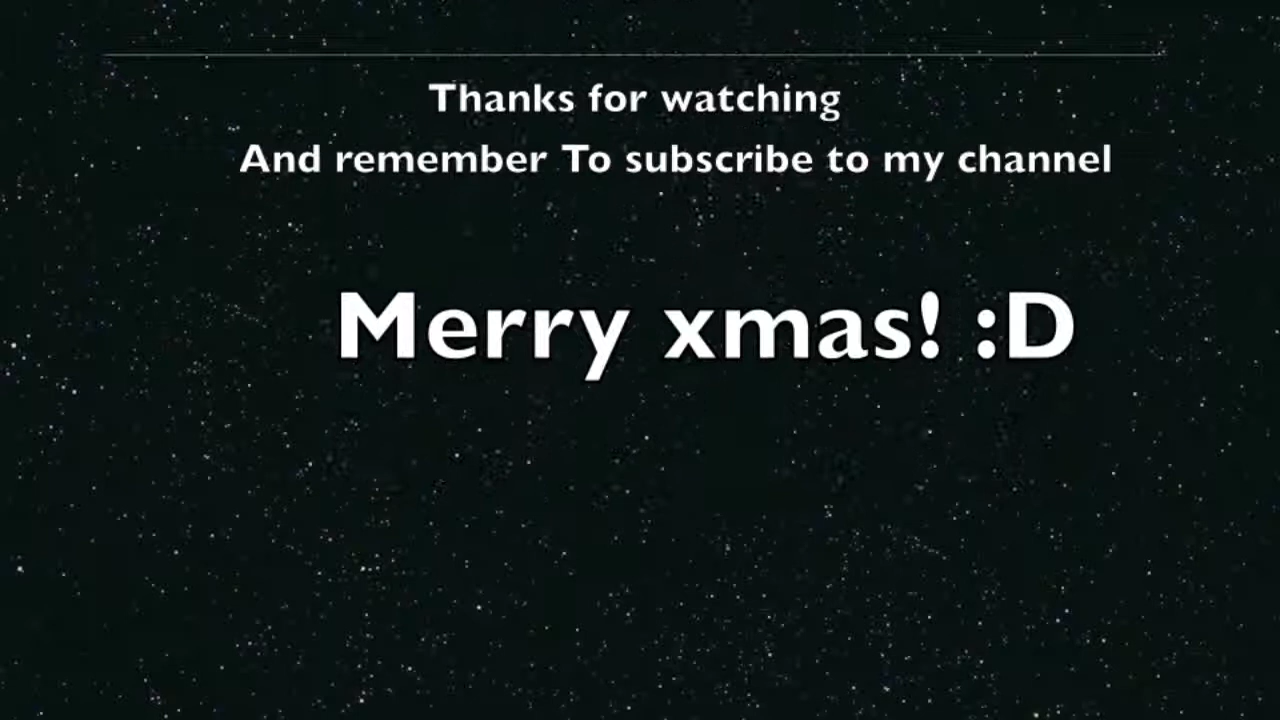 Thanks for watching
And remember To subscribe to my channel
Merry xmas! :D